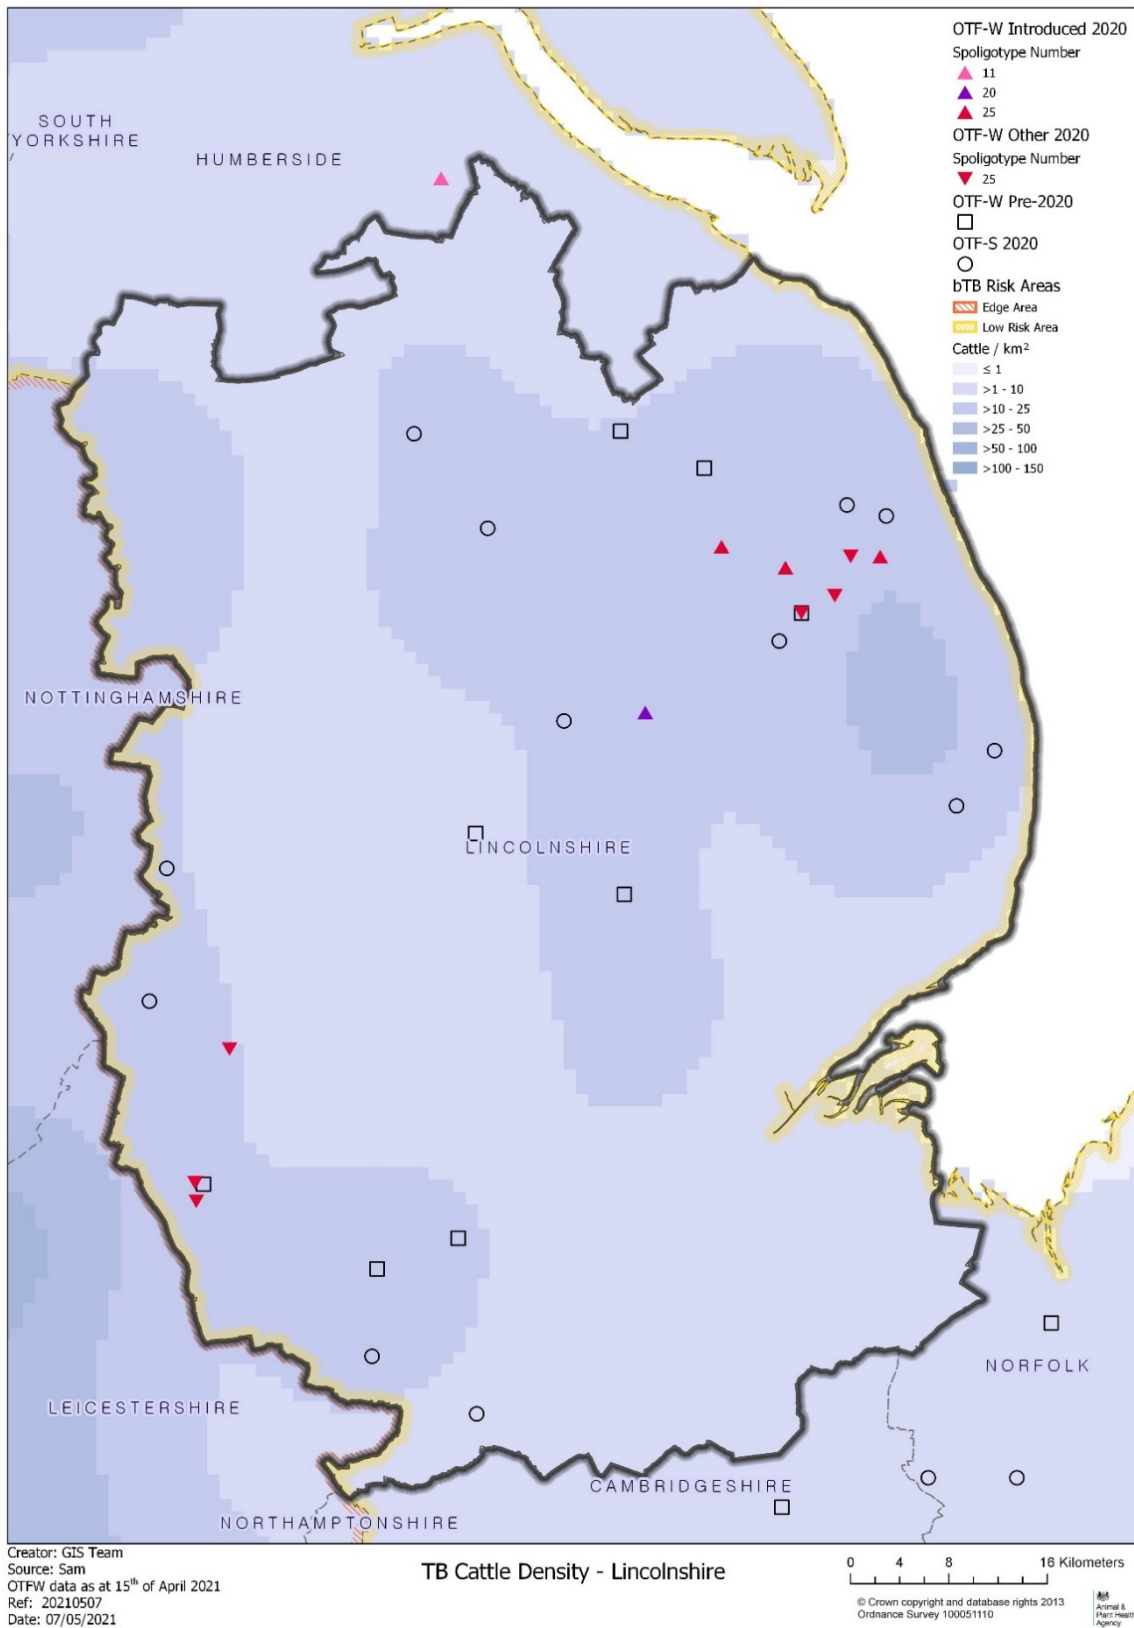 OTF-W Introduced 2020
Spoligotype Number
11
20
25
OTF-W Other 2020
Spoligotype Number
25
OTF-W Pre-2020
OTF-S 2020
bTB Risk Areas
Edge Area
Low Risk Area
Cattle / km²
≤ 1
>1 - 10
>10 - 25
>25 - 50
>50 - 100
>100 - 150
SOUTH
YORKSHIRE
HUMBERSIDE
NOTTINGHAMSHIRE
LINCOLNSHIRE
NORFOLK
LEICESTERSHIRE
CAMBRIDGESHIRE
NORTHAMPTONSHIRE
Creator: GIS Team
Source: Sam
OTFW data as at 15th of April 2021
Ref: 20210507
Date: 07/05/2021
TB Cattle Density - Lincolnshire
0 4 8 16 Kilometers
© Crown copyright and database rights 2013
Ordnance Survey 100051110
Animal &
Plant Health
Agency